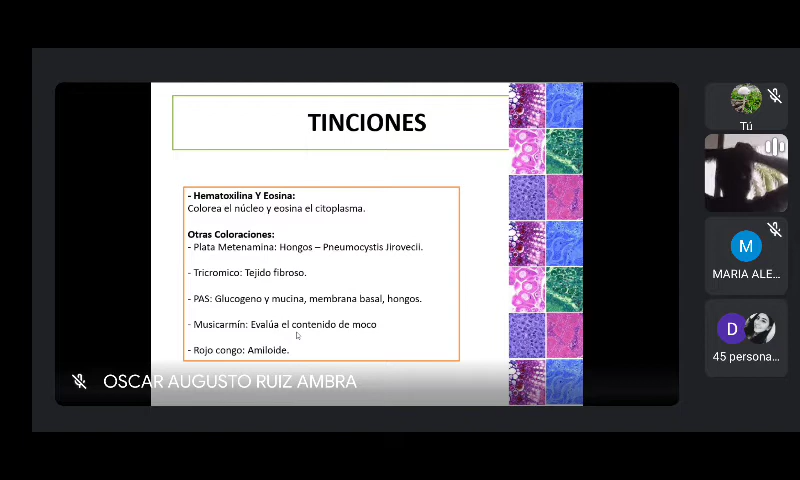 TINCIONES
- Hematoxilina Y Eosina:
Colorea el núcleo y eosina el citoplasma.
Otras Coloraciones:
- Plata Metenamina: Hongos – Pneumocystis Jirovecii.
- Tricromico: Tejido fibroso.
- PAS: Glucogeno y mucina, membrana basal, hongos.
- Musicarmín: Evalúa el contenido de moco
- Rojo congo: Amiloide.
OSCAR AUGUSTO RUIZ AMBRA
Tú
M
MARIA ALE...
D
45 persona...